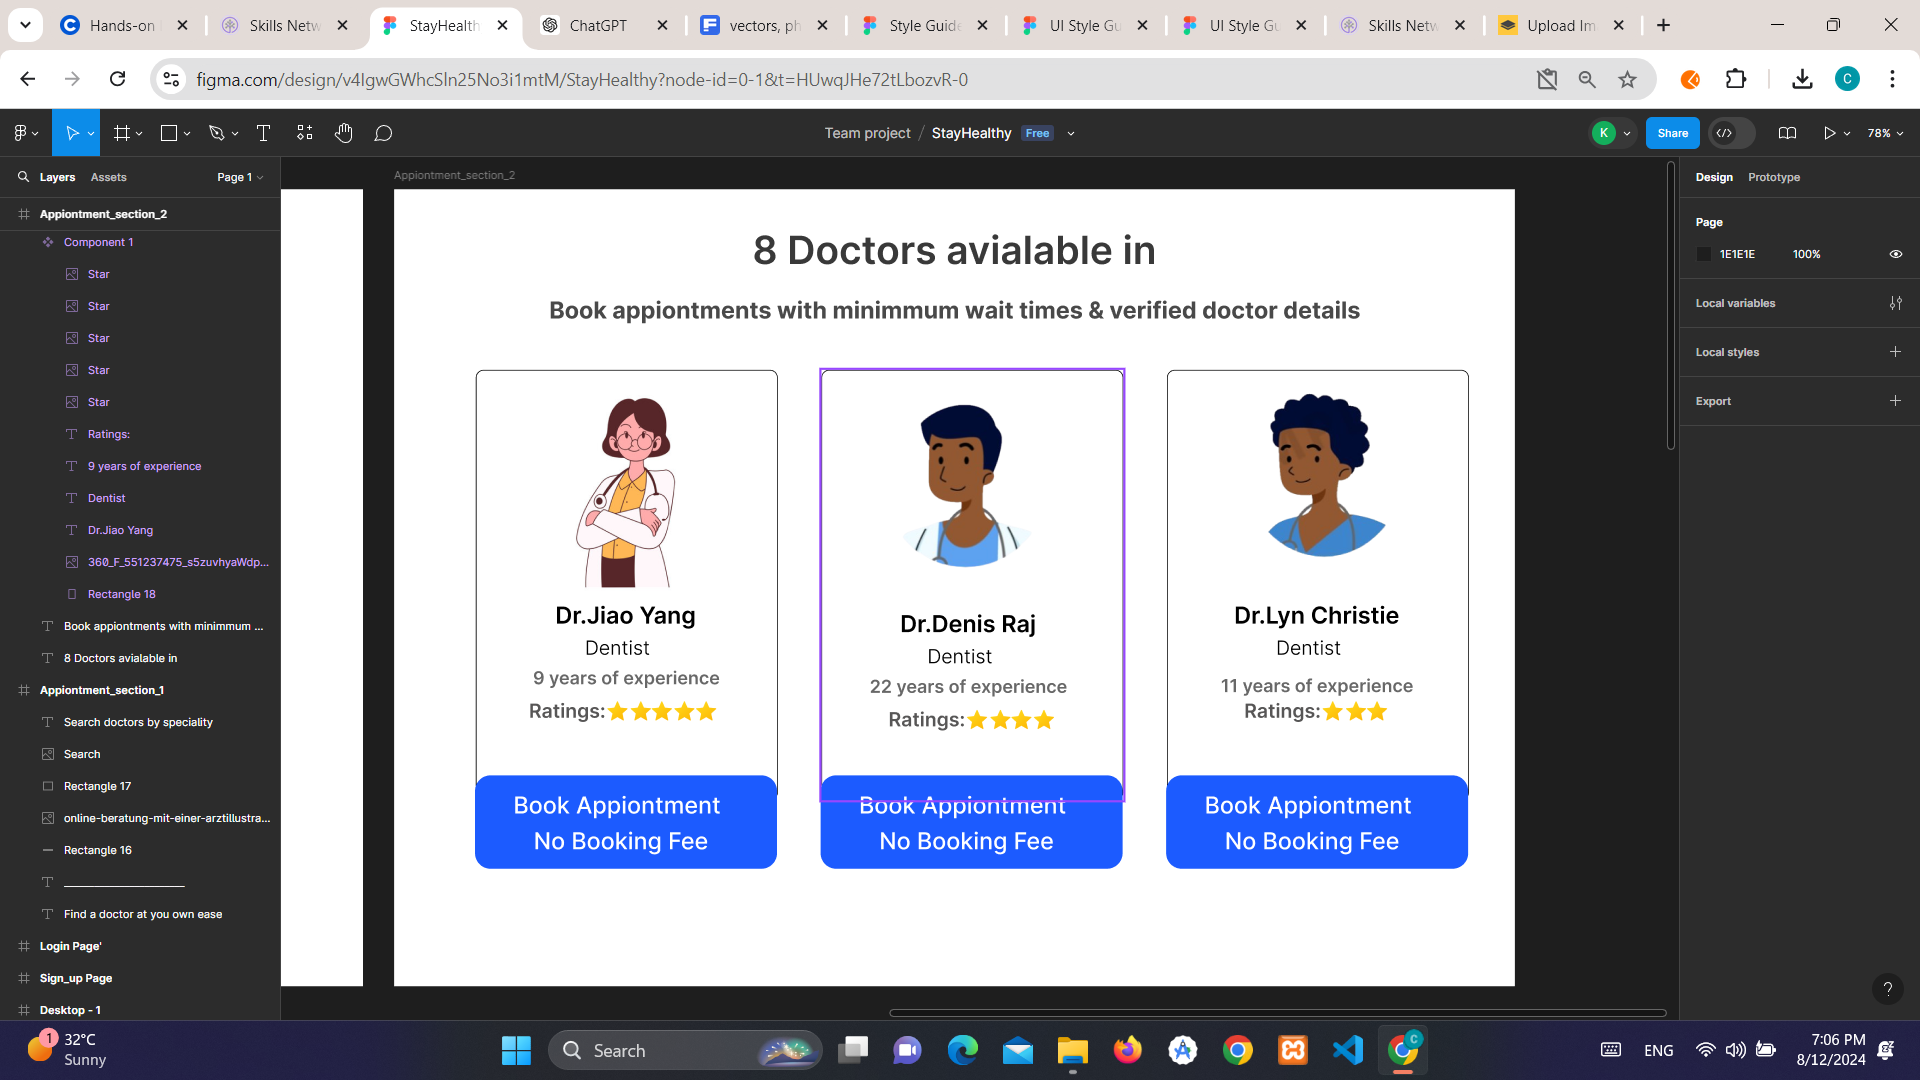 Hands-on
Skills Netw
StayHealth
ChatGPT
vectors, ph
Style Guide
UI Style Gu
UI Style Gu
Skills Netw
Upload Im
figma.com/design/v4IgwGWhcSln25No3i1mtM/StayHealthy?node-id=0-1&t=HUwqJHe72tLbozvR-0
C
Team project / StayHealthy Free
K
Share
78%
Layers Assets Page 1
Appiontment_section_2
Component 1
Star
Star
Star
Star
Star
Ratings:
9 years of experience
Dentist
Dr.Jiao Yang
360_F_551237475_s5zuvhyaWdp...
Rectangle 18
Book appiontments with minimmum ...
8 Doctors avialable in
Appiontment_section_1
Search doctors by speciality
Search
Rectangle 17
online-beratung-mit-einer-arztillustra...
Rectangle 16
____________________
Find a doctor at you own ease
Login Page'
Sign_up Page
Desktop - 1
Appiontment_section_2
8 Doctors avialable in
Book appiontments with minimmum wait times & verified doctor details
Dr.Jiao Yang
Dentist
9 years of experience
Ratings:
Book Appiontment
No Booking Fee
Dr.Denis Raj
Dentist
22 years of experience
Ratings:
Book Appiontment
No Booking Fee
Dr.Lyn Christie
Dentist
11 years of experience
Ratings:
Book Appiontment
No Booking Fee
Design Prototype
Page
1E1E1E 100%
Local variables
Local styles
Export
?
1
32°C
Sunny
Search
C
ENG
7:06 PM
8/12/2024